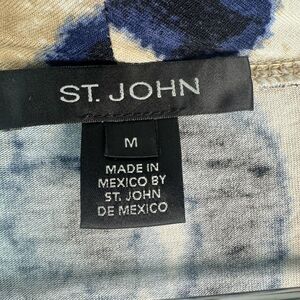 ST. JOHN
M
MADE IN
MEXICO BY
ST. JOHN
DE MEXICO